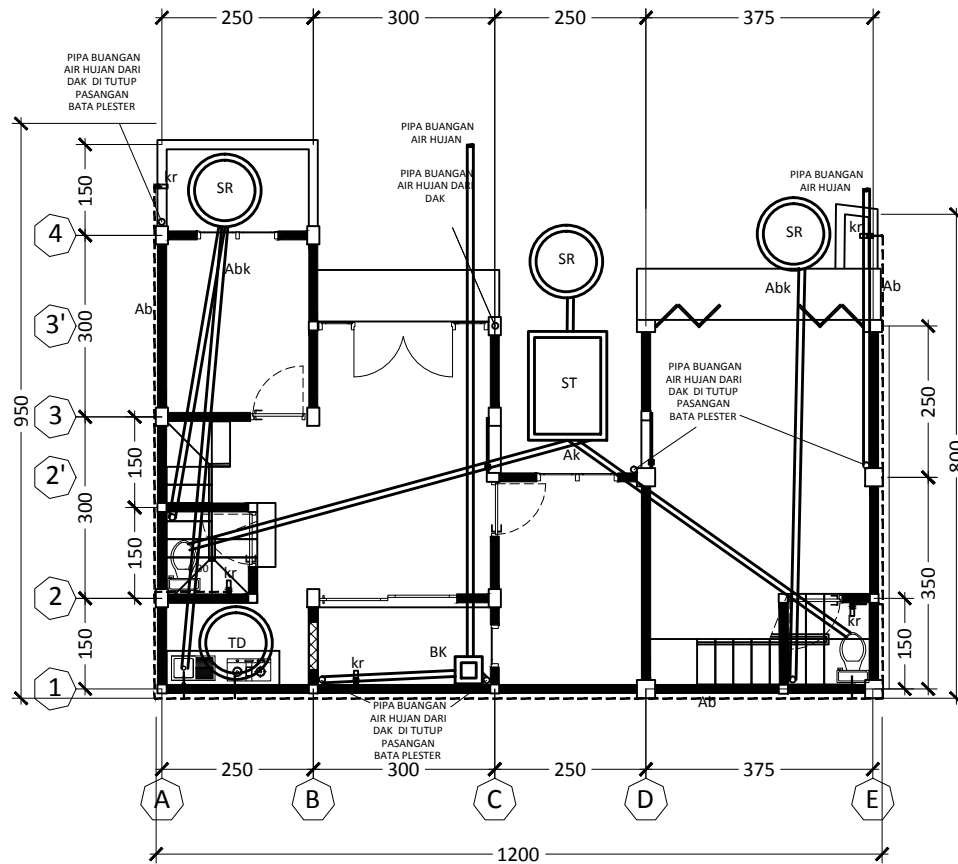 250
300
250
375
PIPA BUANGAN
AIR HUJAN DARI
DAK DI TUTUP
PASANGAN
BATA PLESTER
PIPA BUANGAN
AIR HUJAN
PIPA BUANGAN
AIR HUJAN DARI
DAK
PIPA BUANGAN
AIR HUJAN
kr
SR
SR
SR
kr
150
4
Abk
Abk
Ab
Ab
3'
300
ST
PIPA BUANGAN
AIR HUJAN DARI
DAK DI TUTUP
PASANGAN
BATA PLESTER
250
950
3
150
Ak
800
2'
300
150
kr
2
350
TD
kr
150
BK
kr
150
1
Ab
PIPA BUANGAN
AIR HUJAN DARI
DAK DI TUTUP
PASANGAN
BATA PLESTER
250
300
250
375
A
B
C
D
E
1200